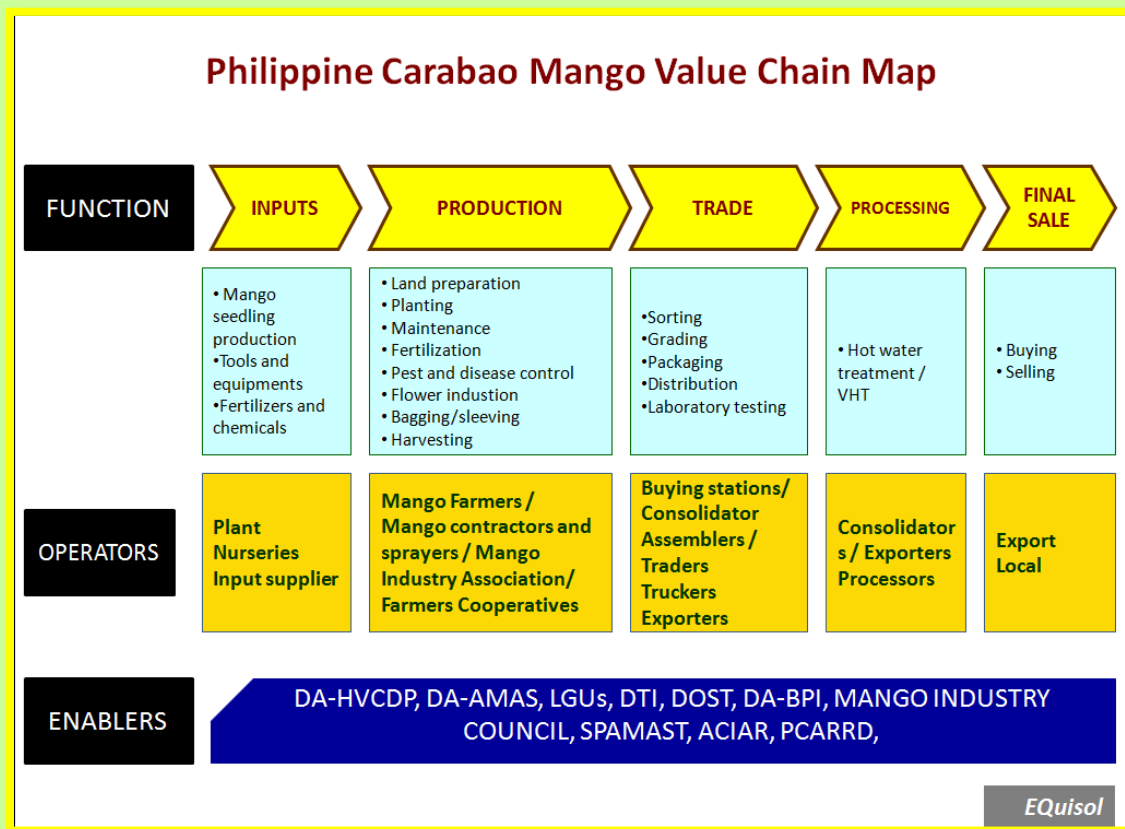 Philippine Carabao Mango Value Chain Map
FUNCTION
INPUTS
PRODUCTION
TRADE
PROCESSING
FINAL
SALE
• Mango
seedling
production
•Tools and
equipments
•Fertilizers and
chemicals
• Land preparation
• Planting
• Maintenance
• Fertilization
• Pest and disease control
• Flower industion
• Bagging/sleeving
• Harvesting
•Sorting
•Grading
•Packaging
•Distribution
•Laboratory testing
• Hot water
treatment /
VHT
• Buying
• Selling
OPERATORS
Plant
Nurseries
Input supplier
Mango Farmers /
Mango contractors and
sprayers / Mango
Industry Association/
Farmers Cooperatives
Buying stations/
Consolidator
Assemblers /
Traders
Truckers
Exporters
Consolidator
s / Exporters
Processors
Export
Local
ENABLERS
DA-HVCDP, DA-AMAS, LGUs, DTI, DOST, DA-BPI, MANGO INDUSTRY
COUNCIL, SPAMAST, ACIAR, PCARRD,
EQuisol